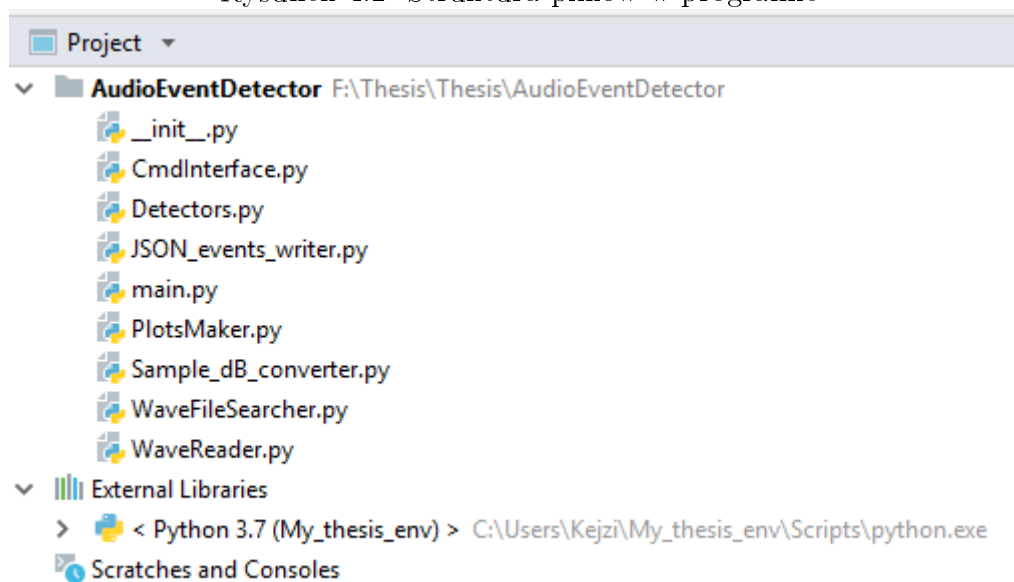 Project
AudioEventDetector F:\Thesis\Thesis\AudioEventDetector
__init__.py
CmdInterface.py
Detectors.py
JSON_events_writer.py
main.py
PlotsMaker.py
Sample_dB_converter.py
WaveFileSearcher.py
WaveReader.py
External Libraries
< Python 3.7 (My_thesis_env) > C:\Users\Kejzi\My_thesis_env\Scripts\python.exe
Scratches and Consoles